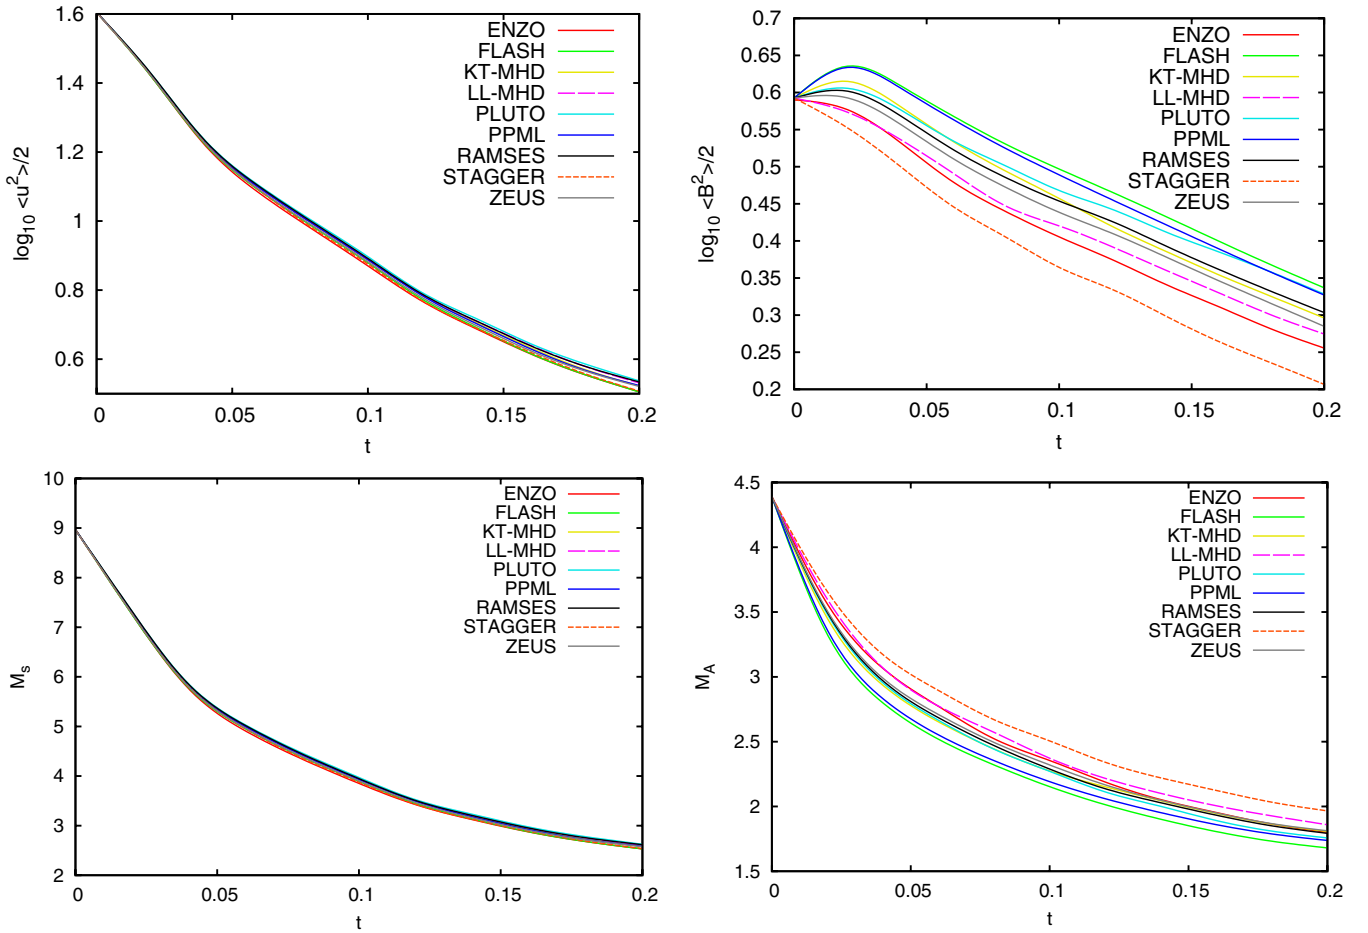 log₁₀ <u²>/2
1.6
1.4
1.2
1
0.8
0.6
0
0.05
0.1
0.15
0.2
t
ENZO
FLASH
KT-MHD
LL-MHD
PLUTO
PPML
RAMSES
STAGGER
ZEUS
log₁₀ <B²>/2
0.7
0.65
0.6
0.55
0.5
0.45
0.4
0.35
0.3
0.25
0.2
0
0.05
0.1
0.15
0.2
t
ENZO
FLASH
KT-MHD
LL-MHD
PLUTO
PPML
RAMSES
STAGGER
ZEUS
Mₛ
10
9
8
7
6
5
4
3
2
0
0.05
0.1
0.15
0.2
t
ENZO
FLASH
KT-MHD
LL-MHD
PLUTO
PPML
RAMSES
STAGGER
ZEUS
M_A
4.5
4
3.5
3
2.5
2
1.5
0
0.05
0.1
0.15
0.2
t
ENZO
FLASH
KT-MHD
LL-MHD
PLUTO
PPML
RAMSES
STAGGER
ZEUS